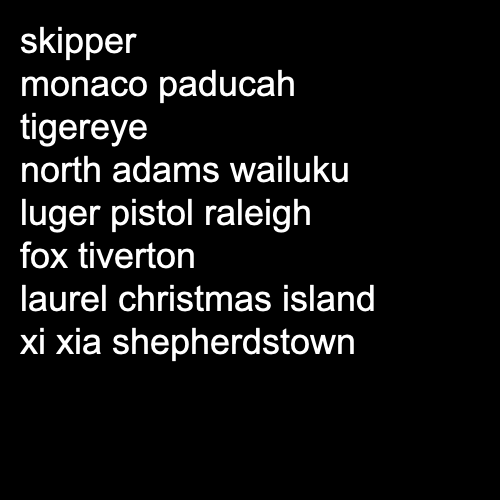 skipper
monaco paducah
tigereye
north adams wailuku
luger pistol raleigh
fox tiverton
laurel christmas island
xi xia shepherdstown